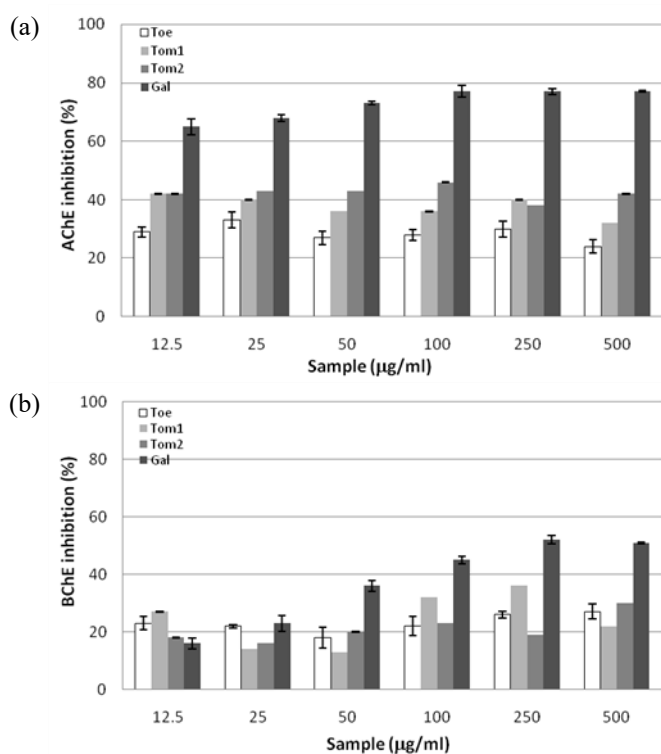 (a)
100
80
60
40
20
0
AChE inhibition (%)
Toe
Tom1
Tom2
Gal
12.5 25 50 100 250 500
Sample (µg/ml)
(b)
100
80
60
40
20
0
BChE inhibition (%)
Toe
Tom1
Tom2
Gal
12.5 25 50 100 250 500
Sample (µg/ml)